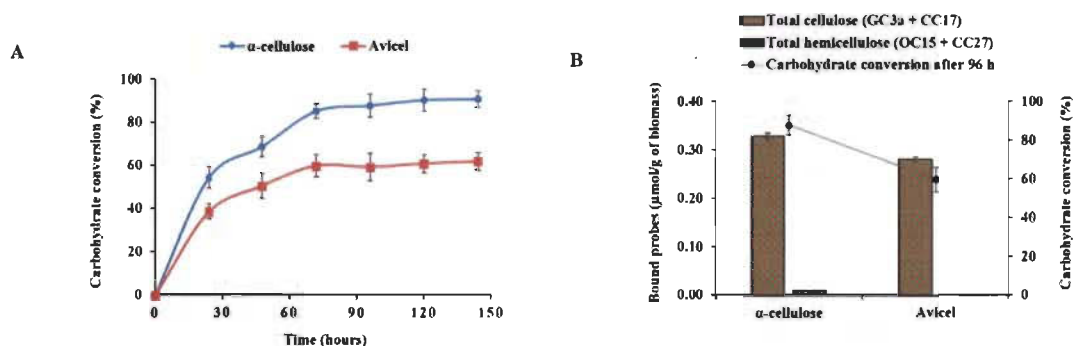 A
α-cellulose
Avicel
Carbohydrate conversion (%)
100
80
60
40
20
0
0 30 60 90 120 150
Time (hours)
B
Total cellulose (GC3a + CC17)
Total hemicellulose (OC15 + CC27)
Carbohydrate conversion after 96 h
Bound probes (µmol/g of biomass)
0.40
0.30
0.20
0.10
0.00
100
80
60
40
20
0
Carbohydrate conversion (%)
α-cellulose Avicel